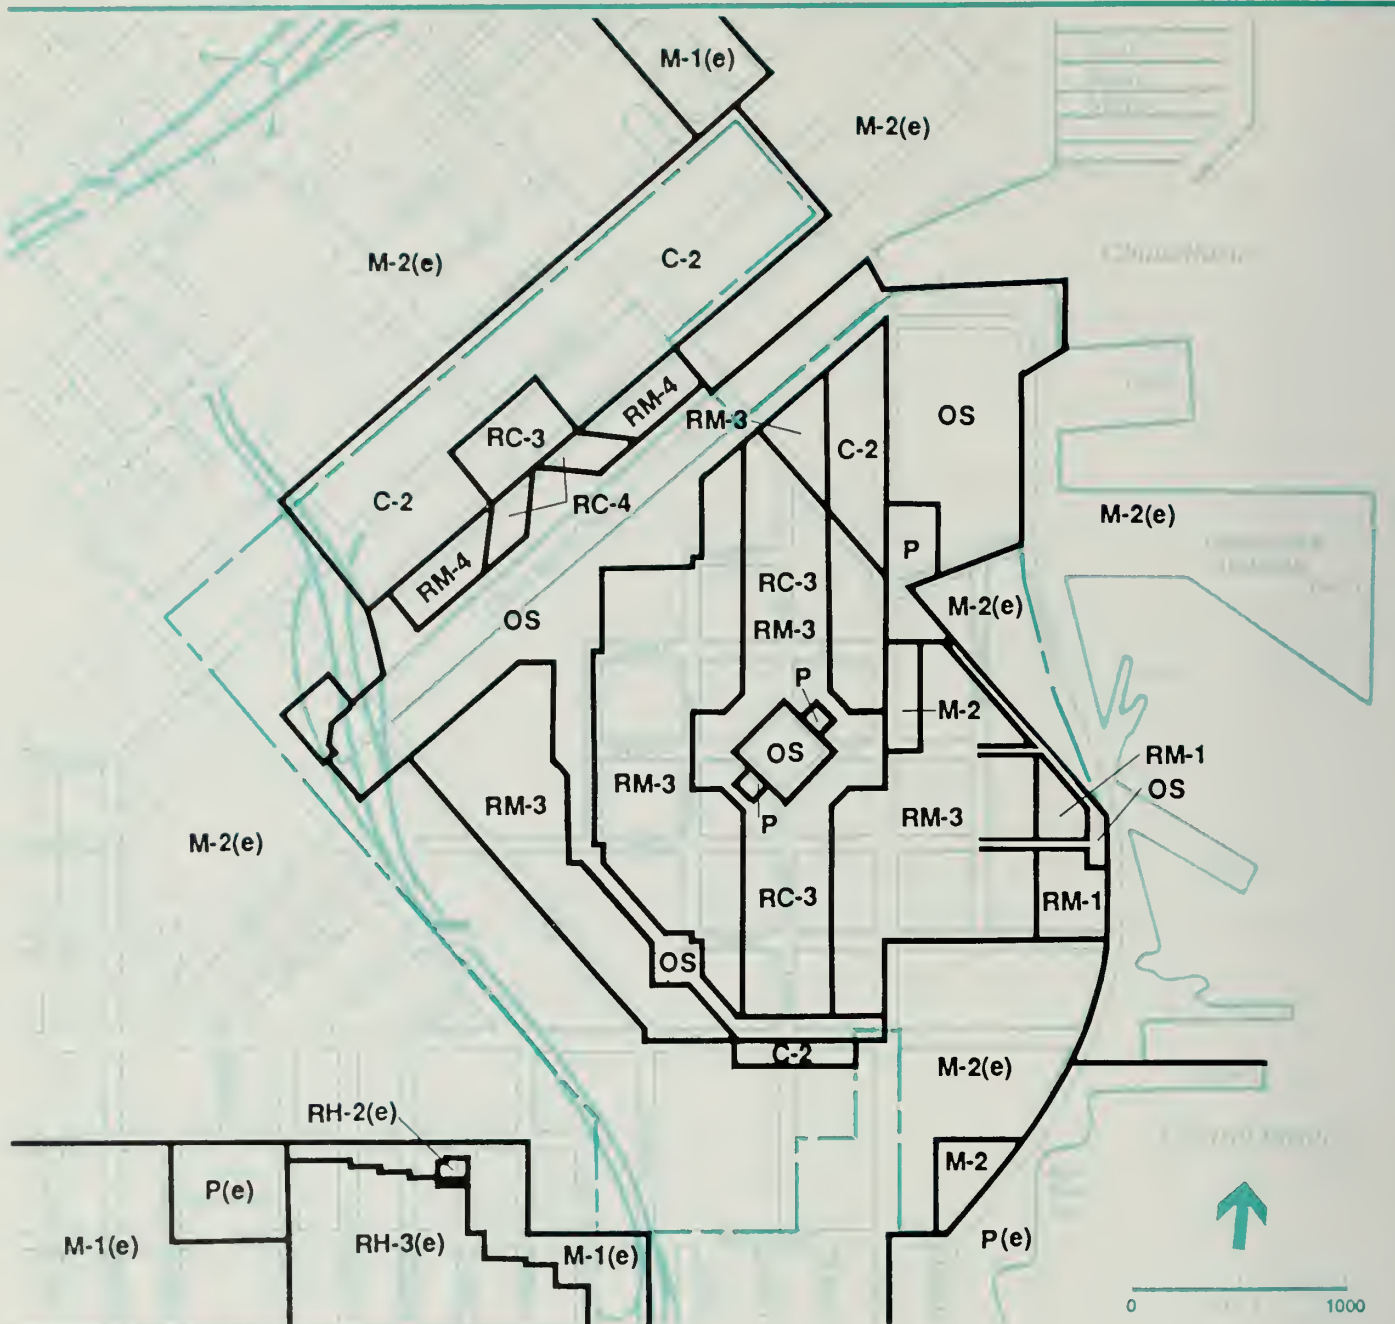 M-1(e)
M-2(e)
M-2(e)
C-2
RM-4
RM-3
OS
RC-3
C-2
C-2
RC-4
M-2(e)
P
RM-4
RC-3
M-2(e)
OS
RM-3
P
M-2
OS
RM-1
RM-3
OS
RM-3
RM-3
P
M-2(e)
RC-3
RM-1
OS
C-2
M-2(e)
RH-2(e)
M-2
P(e)
P(e)
RH-3(e)
M-1(e)
M-1(e)
0 1000